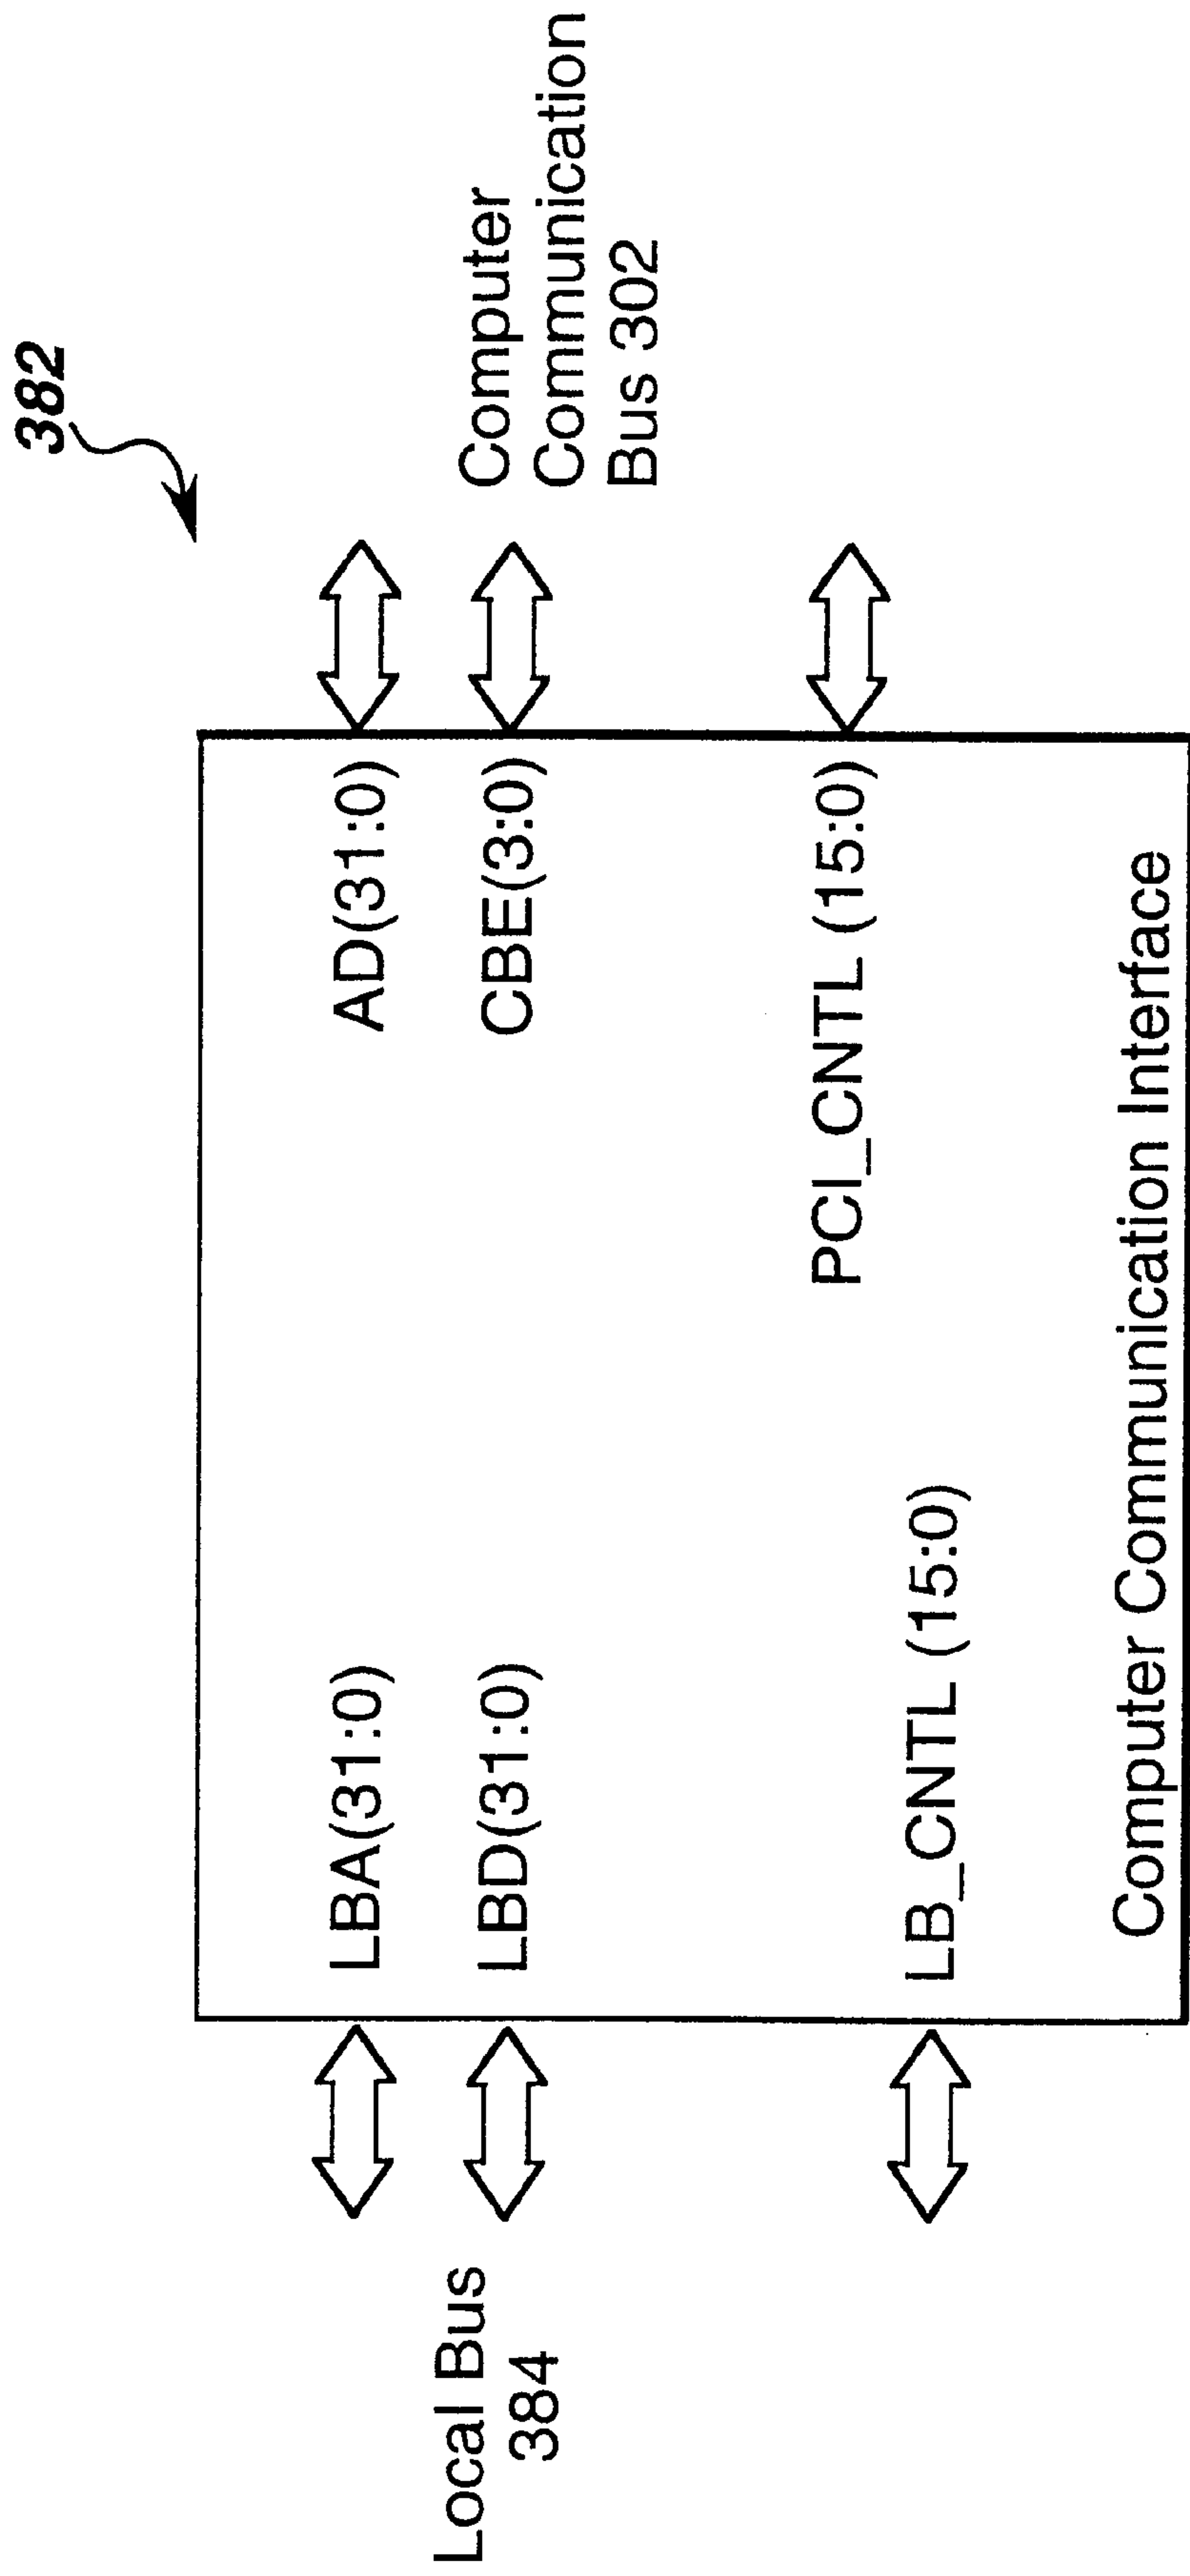 382
Local Bus
384
LBA(31:0)
LBD(31:0)
LB_CNTL (15:0)
AD(31:0)
CBE(3:0)
PCI_CNTL (15:0)
Computer Communication Interface
Computer
Communication
Bus 302